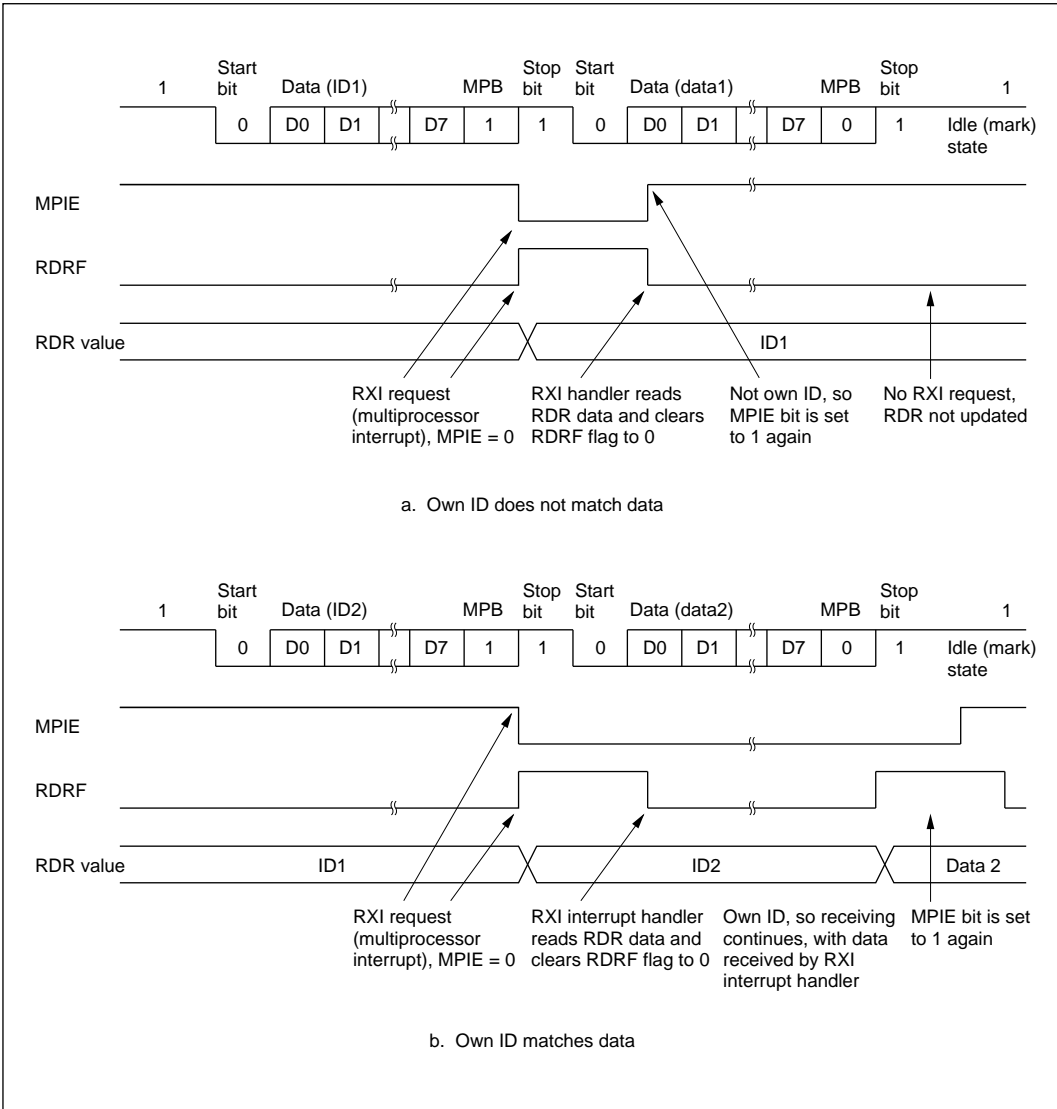 Start Stop Start Stop
1 bit Data (ID1) MPB bit bit Data (data1) MPB bit 1
0 D0 D1 D7 1 1 0 D0 D1 D7 0 1 Idle (mark)
state
MPIE
RDRF
RDR value ID1
RXI request
(multiprocessor
interrupt), MPIE = 0
RXI handler reads
RDR data and clears
RDRF flag to 0
Not own ID, so
MPIE bit is set
to 1 again
No RXI request,
RDR not updated
a. Own ID does not match data
Start Stop Start Stop
1 bit Data (ID2) MPB bit bit Data (data2) MPB bit 1
0 D0 D1 D7 1 1 0 D0 D1 D7 0 1 Idle (mark)
state
MPIE
RDRF
RDR value ID1 ID2 Data 2
RXI request
(multiprocessor
interrupt), MPIE = 0
RXI interrupt handler
reads RDR data and
clears RDRF flag to 0
Own ID, so receiving
continues, with data
received by RXI
interrupt handler
MPIE bit is set
to 1 again
b. Own ID matches data